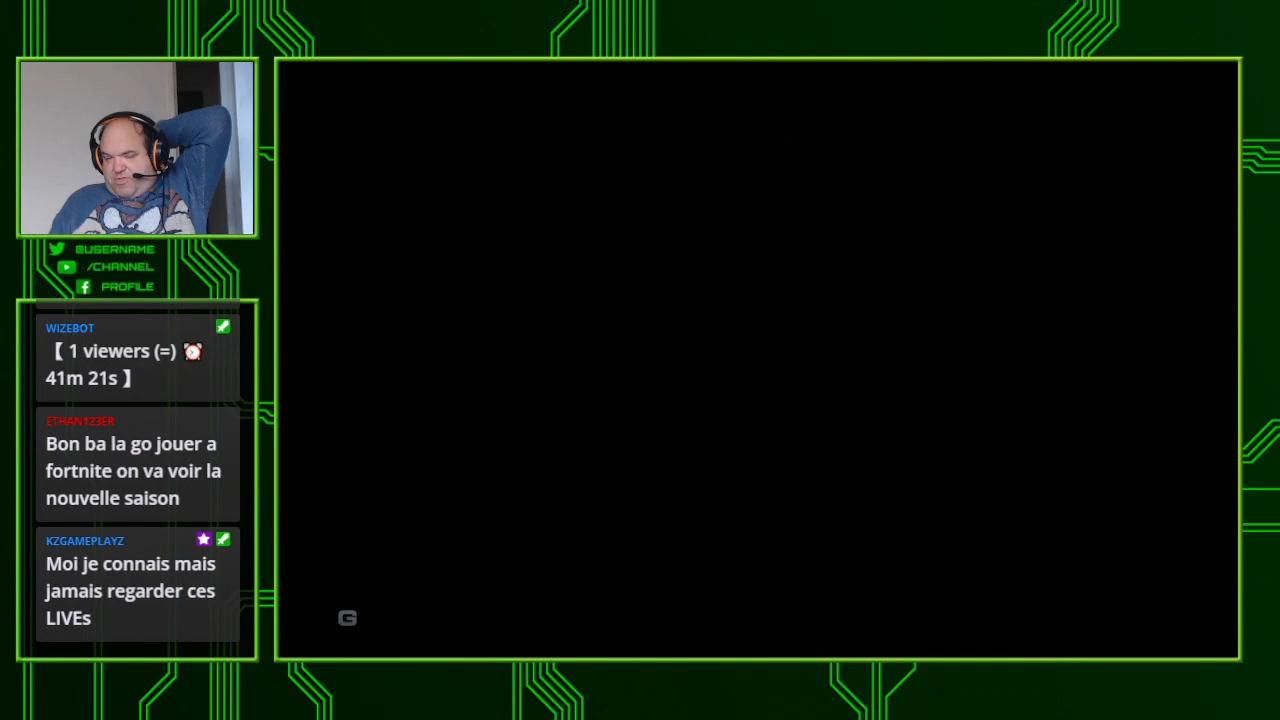 @USERNAME
/CHANNEL
PROFILE
WIZEBOT
【 1 viewers (=) ⏰
41m 21s 】
ETHAN123ER
Bon ba la go jouer a
fortnite on va voir la
nouvelle saison
KZGAMEPLAYZ
Moi je connais mais
jamais regarder ces
LIVEs
G